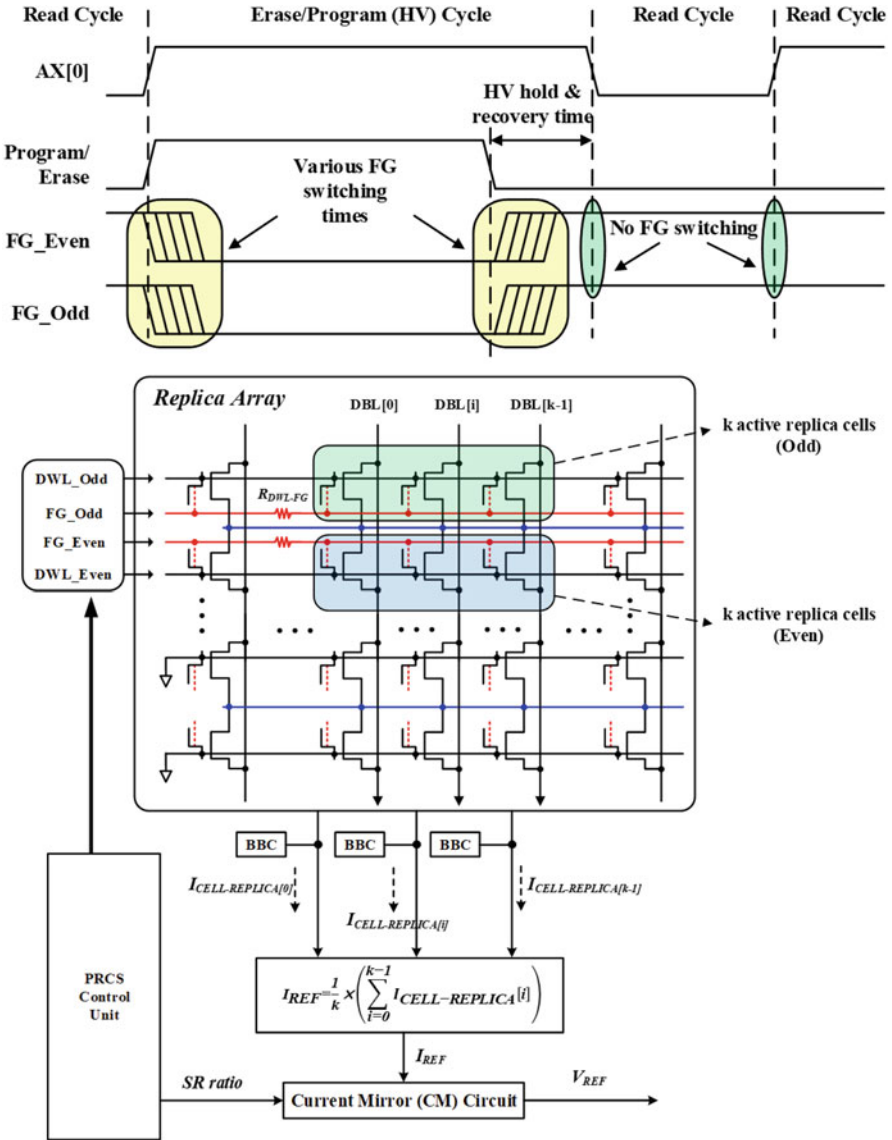 Read Cycle Erase/Program (HV) Cycle Read Cycle Read Cycle
AX[0]
HV hold &
recovery time
Program/
Erase
Various FG
switching
times
FG_Even
No FG switching
FG_Odd
Replica Array
DBL[0] DBL[i] DBL[k-1]
k active replica cells
(Odd)
DWL_Odd
R_DWL-FG
FG_Odd
FG_Even
DWL_Even
k active replica cells
(Even)
BBC BBC BBC
I_CELL-REPLICA[0]
I_CELL-REPLICA[i]
I_CELL-REPLICA[k-1]
I_REF=1/k×(∑_{i=0}^{k-1} I_CELL−REPLICA[i])
PRCS
Control
Unit
I_REF
SR ratio
Current Mirror (CM) Circuit
V_REF